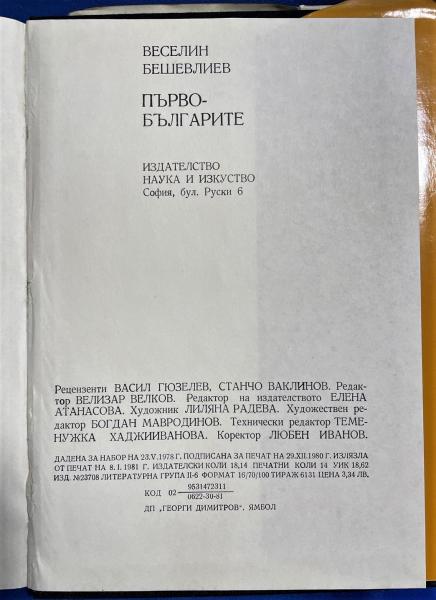 ВЕСЕЛИН
БЕШЕВЛИЕВ
ПЪРВО-
БЪЛГАРИТЕ
ИЗДАТЕЛСТВО
НАУКА И ИЗКУСТВО
София, бул. Руски 6
Рецензенти ВАСИЛ ГЮЗЕЛЕВ, СТАНЧО ВАКЛИНОВ. Редак-
тор ВЕЛИЗАР ВЕЛКОВ. Редактор на издателството ЕЛЕНА
АТАНАСОВА. Художник ЛИЛЯНА РАДЕВА. Художествен ре-
дактор БОГДАН МАВРОДИНОВ. Технически редактор ТЕМЕ-
НУЖКА ХАДЖИИВАНОВА. Коректор ЛЮБЕН ИВАНОВ.
ДАДЕНА ЗА НАБОР НА 23.V.1978 Г. ПОДПИСАНА ЗА ПЕЧАТ НА 29.XII.1980 Г. ИЗЛЯЗЛА
ОТ ПЕЧАТ НА 8.I.1981 Г. ИЗДАТЕЛСКИ КОЛИ 18,14 ПЕЧАТНИ КОЛИ 14 УИК 18,62
ИЗД. №23708 ЛИТЕРАТУРНА ГРУПА II-6 ФОРМАТ 16/70/100 ТИРАЖ 6131 ЦЕНА 3,34 ЛВ.
КОД 02 9531472311
0622-30-81
ДП „ГЕОРГИ ДИМИТРОВ". ЯМБОЛ